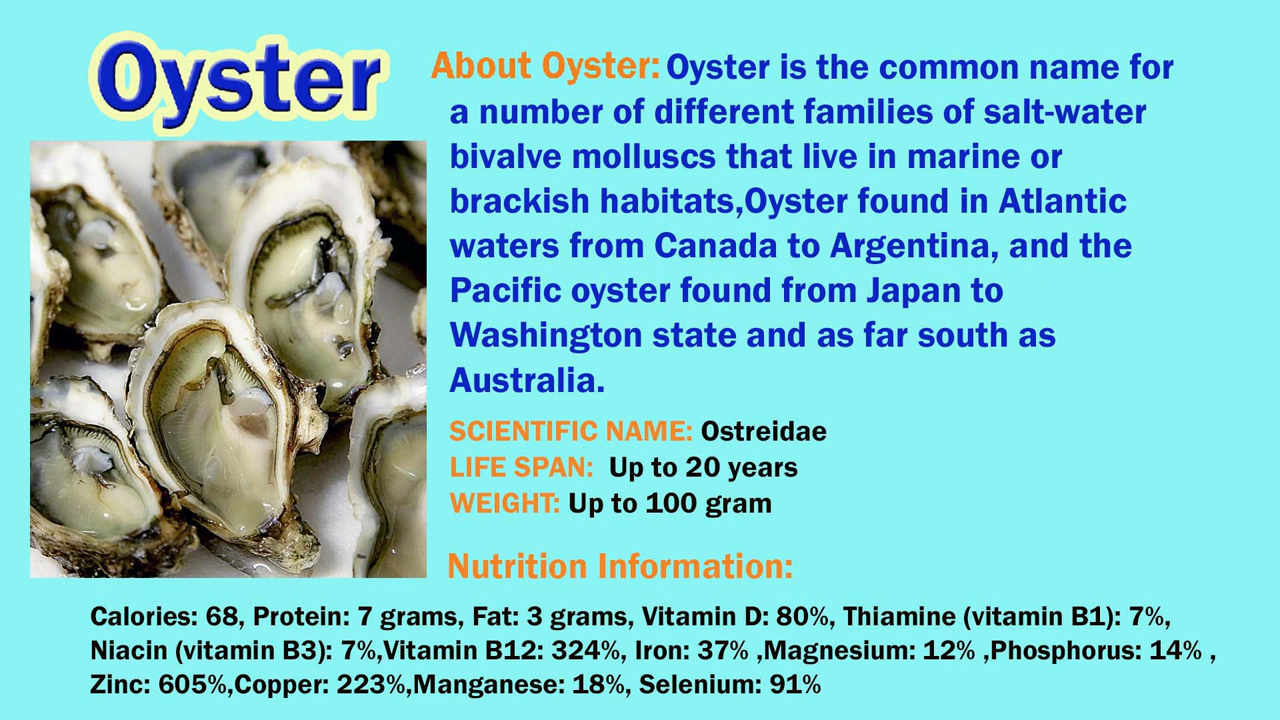 Oyster
About Oyster: Oyster is the common name for
a number of different families of salt-water
bivalve molluscs that live in marine or
brackish habitats,Oyster found in Atlantic
waters from Canada to Argentina, and the
Pacific oyster found from Japan to
Washington state and as far south as
Australia.
SCIENTIFIC NAME: Ostreidae
LIFE SPAN: Up to 20 years
WEIGHT: Up to 100 gram
Nutrition Information:
Calories: 68, Protein: 7 grams, Fat: 3 grams, Vitamin D: 80%, Thiamine (vitamin B1): 7%,
Niacin (vitamin B3): 7%,Vitamin B12: 324%, Iron: 37% ,Magnesium: 12% ,Phosphorus: 14% ,
Zinc: 605%,Copper: 223%,Manganese: 18%, Selenium: 91%